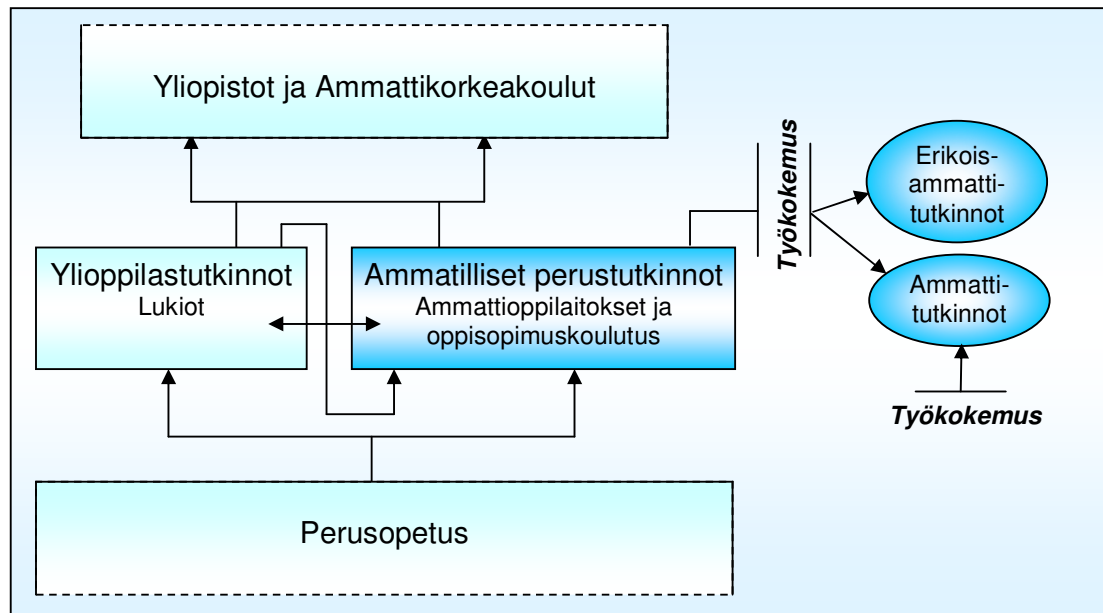 Yliopistot ja Ammattikorkeakoulut
Työkokemus
Erikois-
ammatti-
tutkinnot
Ylioppilastutkinnot
Lukiot
Ammatilliset perustutkinnot
Ammattioppilaitokset ja
oppisopimuskoulutus
Ammatti-
tutkinnot
Työkokemus
Perusopetus